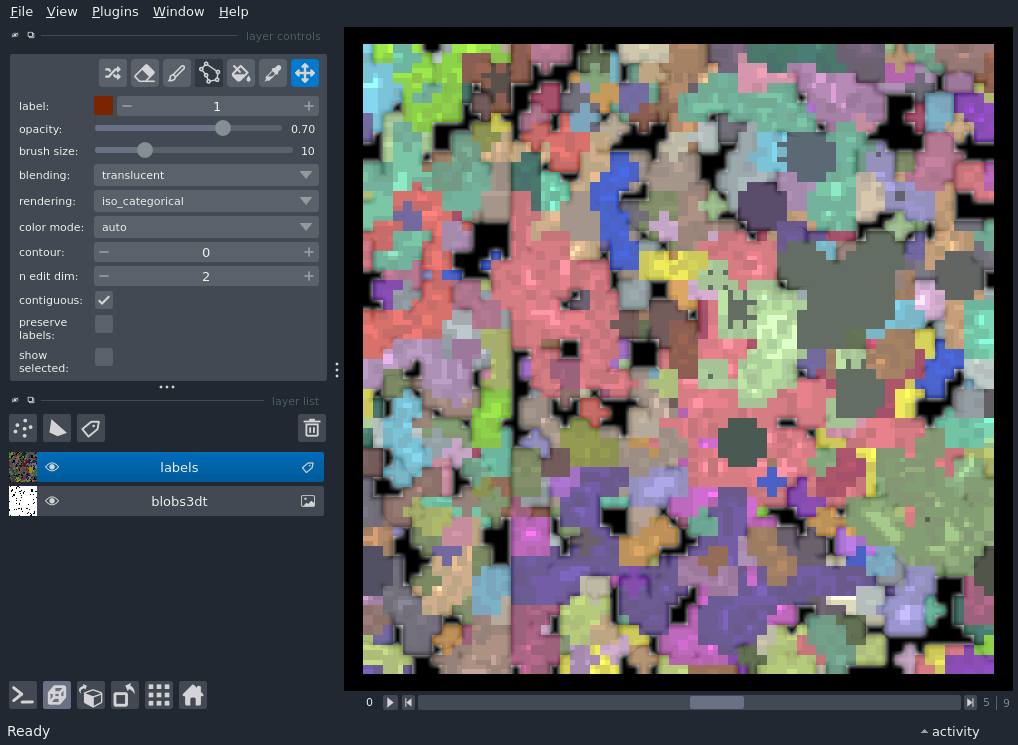 File View Plugins Window Help
layer controls
label: 1
opacity: 0.70
brush size: 10
blending: translucent
rendering: iso_categorical
color mode: auto
contour: 0
n edit dim: 2
contiguous:
preserve
labels:
show
selected:
layer list
labels
blobs3dt
0 5 | 9
Ready activity